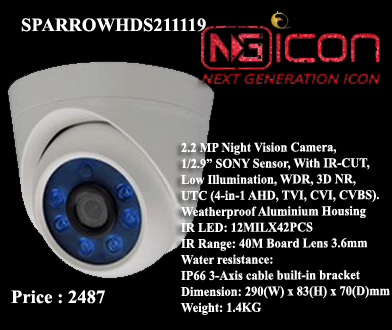 SPARROWHDS211119
NG icon
NEXT GENERATION ICON
2.2 MP Night Vision Camera,
1/2.9” SONY Sensor, With IR-CUT,
Low Illumination, WDR, 3D NR,
UTC (4-in-1 AHD, TVI, CVI, CVBS).
Weatherproof Aluminium Housing
IR LED: 12MILX42PCS
IR Range: 40M Board Lens 3.6mm
Water resistance:
IP66 3-Axis cable built-in bracket
Dimension: 290(W) x 83(H) x 70(D)mm
Weight: 1.4KG
Price : 2487